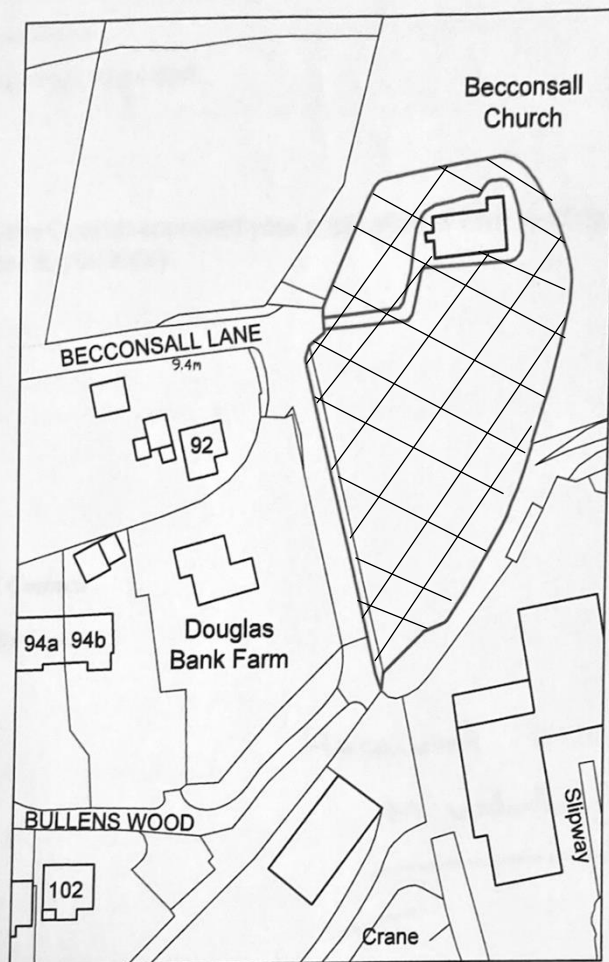 Becconsall
Church
BECCONSALL LANE
9.4m
92
94a
94b
Douglas
Bank Farm
BULLENS WOOD
102
Slipway
Crane